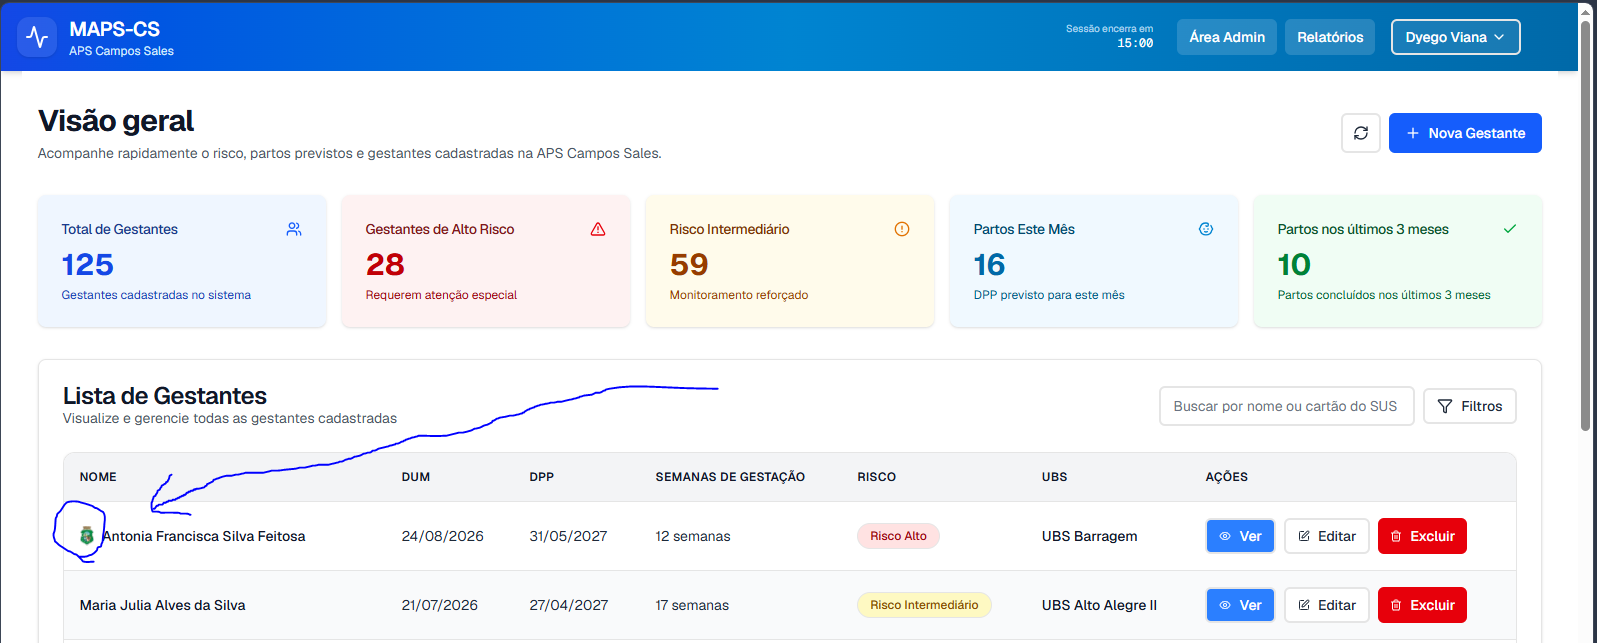 MAPS-CS
APS Campos Sales
Sessão encerra em
15:00
Área Admin
Relatórios
Dyego Viana
Visão geral
Acompanhe rapidamente o risco, partos previstos e gestantes cadastradas na APS Campos Sales.
+ Nova Gestante
Total de Gestantes
125
Gestantes cadastradas no sistema
Gestantes de Alto Risco
28
Requerem atenção especial
Risco Intermediário
59
Monitoramento reforçado
Partos Este Mês
16
DPP previsto para este mês
Partos nos últimos 3 meses
10
Partos concluídos nos últimos 3 meses
Lista de Gestantes
Visualize e gerencie todas as gestantes cadastradas
Buscar por nome ou cartão do SUS
Filtros
NOME DUM DPP SEMANAS DE GESTAÇÃO RISCO UBS AÇÕES
Antonia Francisca Silva Feitosa 24/08/2026 31/05/2027 12 semanas Risco Alto UBS Barragem Ver Editar Excluir
Maria Julia Alves da Silva 21/07/2026 27/04/2027 17 semanas Risco Intermediário UBS Alto Alegre II Ver Editar Excluir